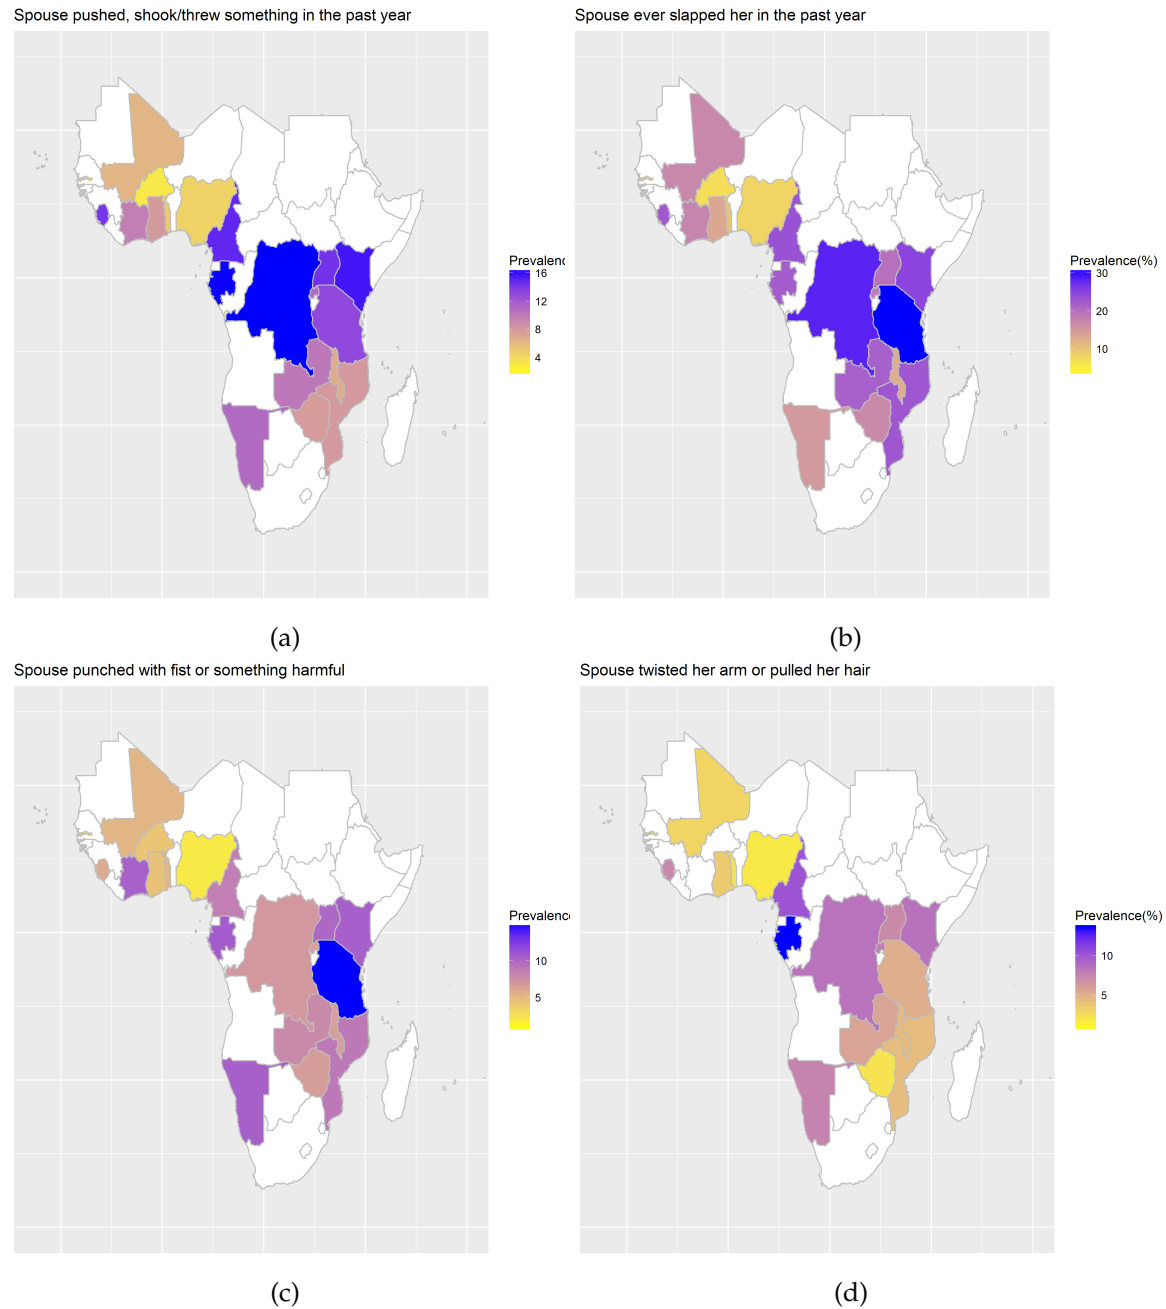 Spouse pushed, shook/threw something in the past year
Spouse ever slapped her in the past year
Prevalenc
16
12
8
4
Prevalence(%)
30
20
10
(a)
(b)
Spouse punched with fist or something harmful
Spouse twisted her arm or pulled her hair
Prevalenc
10
5
Prevalence(%)
10
5
(c)
(d)